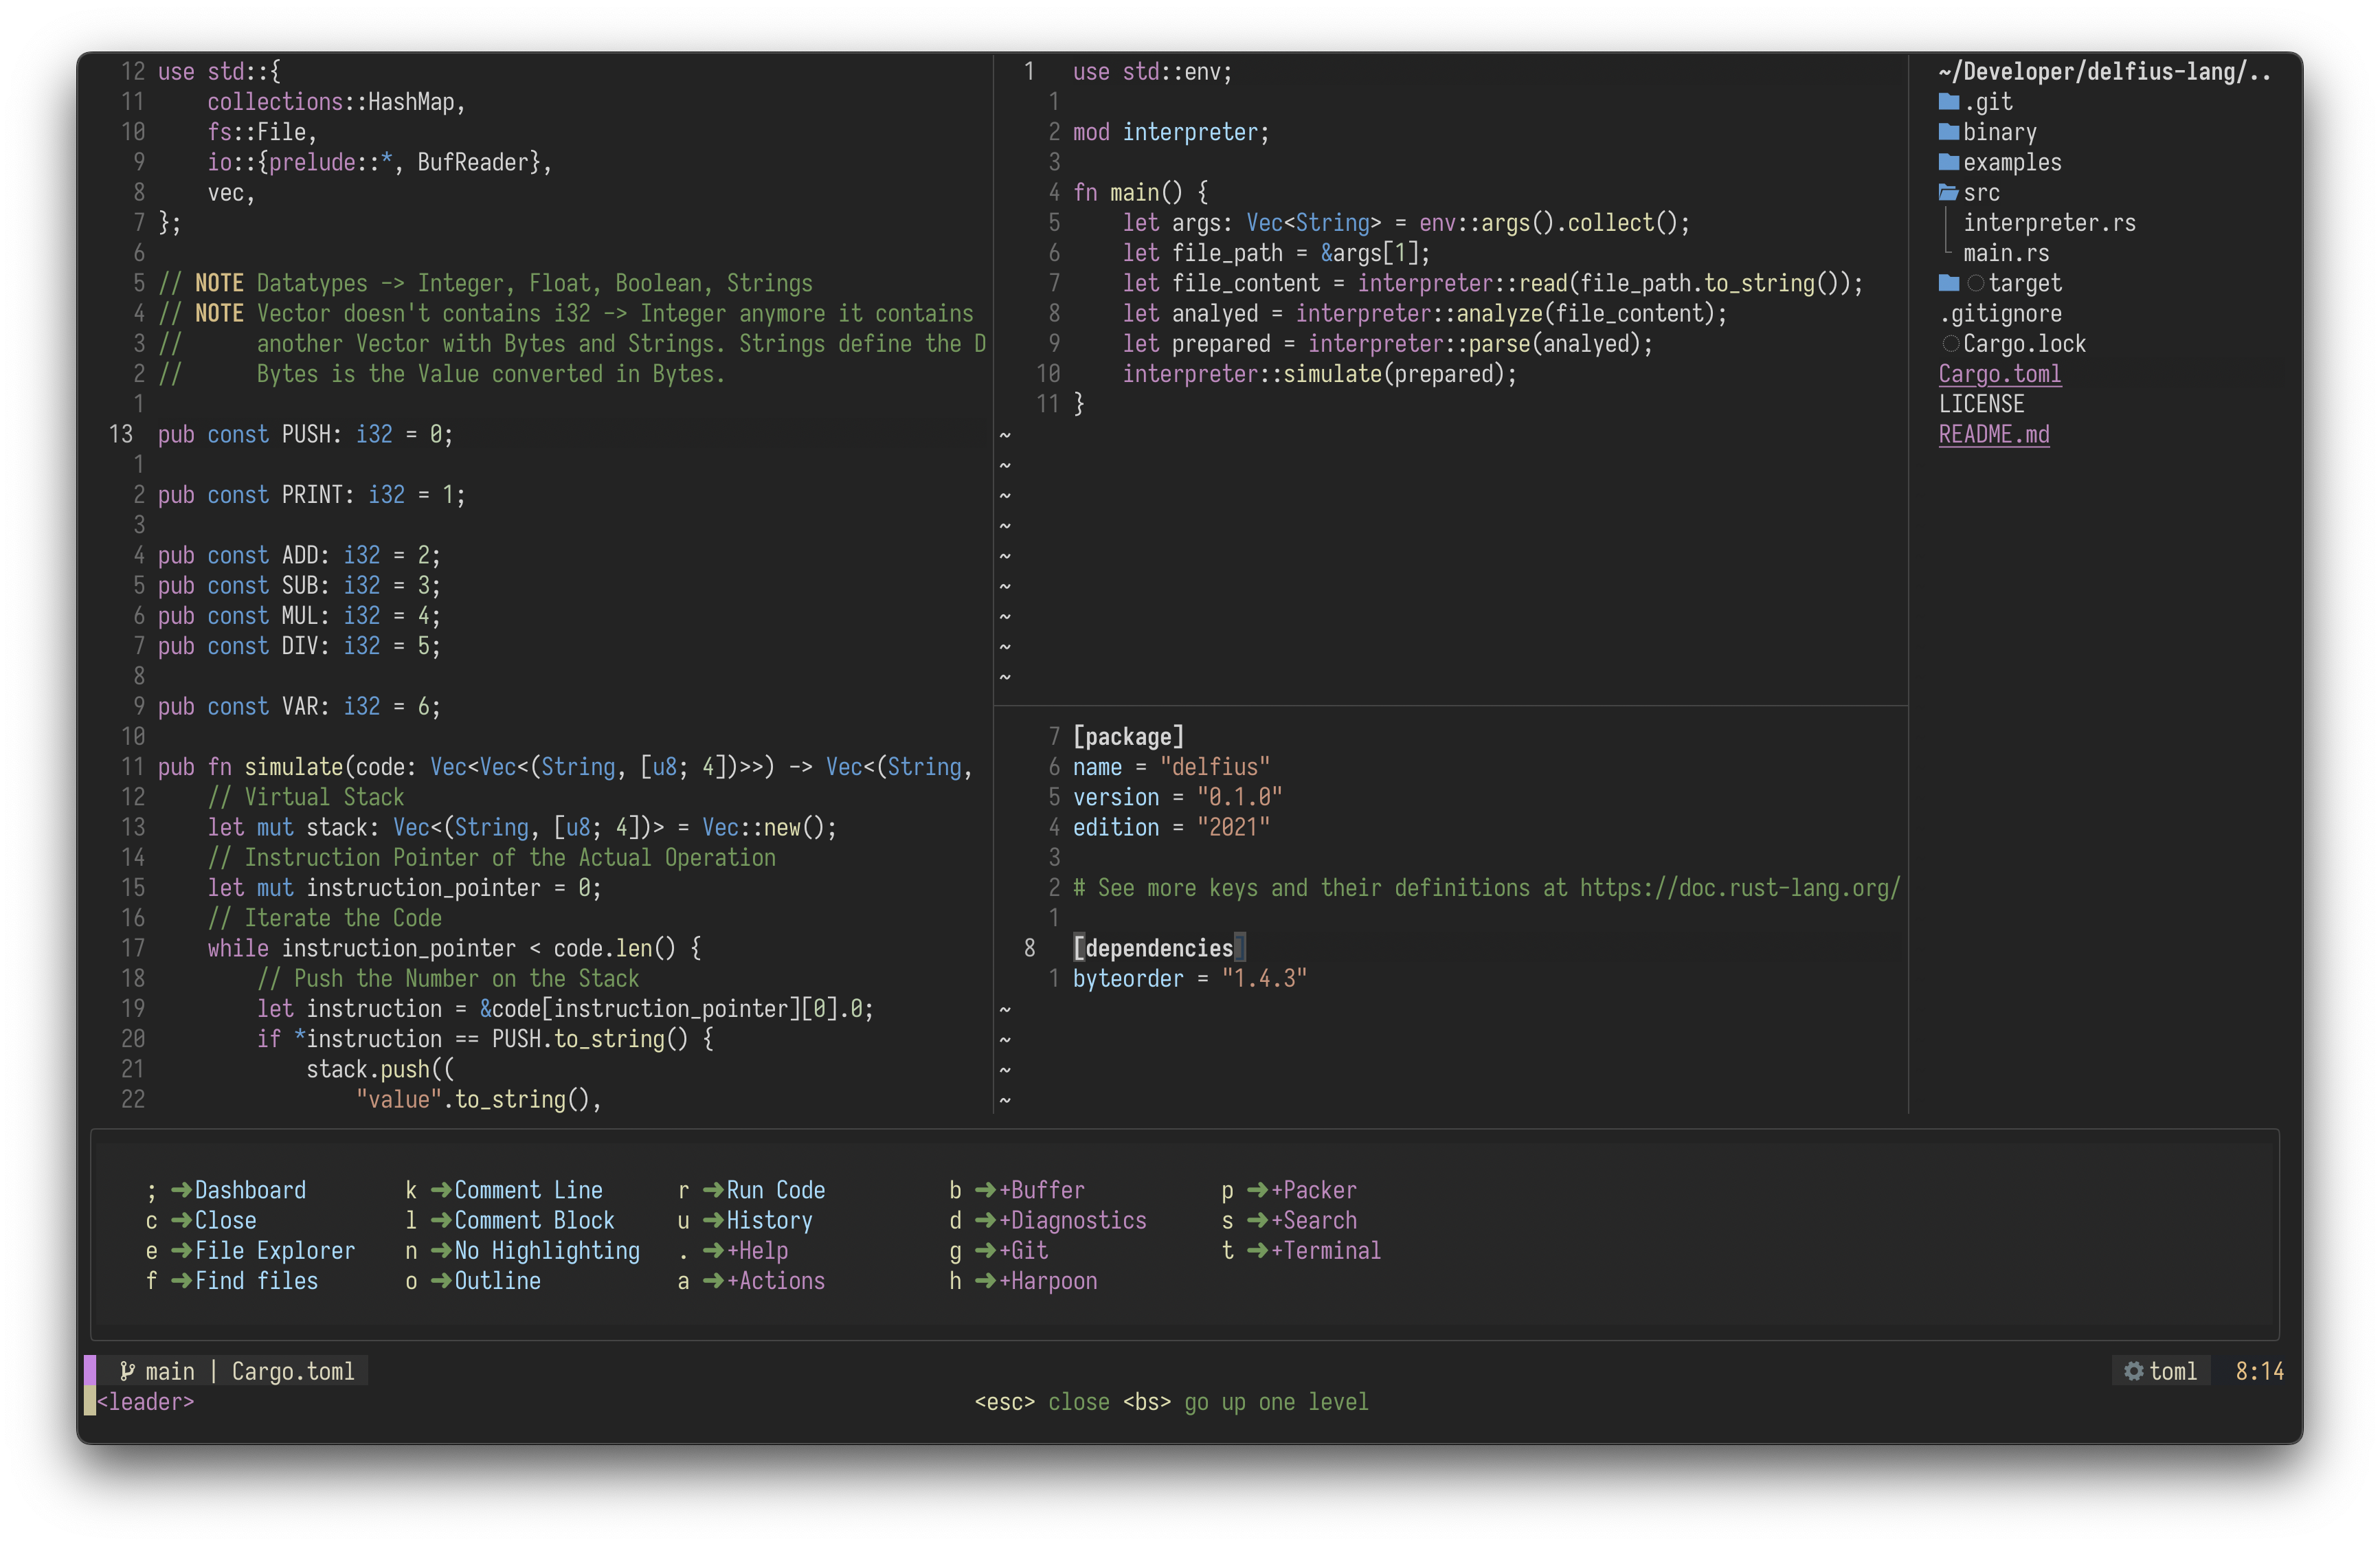 12 use std::{
11     collections::HashMap,
10     fs::File,
9     io::{prelude::*, BufReader},
8     vec,
7 };
6
5 // NOTE Datatypes -> Integer, Float, Boolean, Strings
4 // NOTE Vector doesn't contains i32 -> Integer anymore it contains
3 //      another Vector with Bytes and Strings. Strings define the D
2 //      Bytes is the Value converted in Bytes.
1
13 pub const PUSH: i32 = 0;
1
2 pub const PRINT: i32 = 1;
3
4 pub const ADD: i32 = 2;
5 pub const SUB: i32 = 3;
6 pub const MUL: i32 = 4;
7 pub const DIV: i32 = 5;
8
9 pub const VAR: i32 = 6;
10
11 pub fn simulate(code: Vec<Vec<(String, [u8; 4])>>) -> Vec<(String,
12     // Virtual Stack
13     let mut stack: Vec<(String, [u8; 4])> = Vec::new();
14     // Instruction Pointer of the Actual Operation
15     let mut instruction_pointer = 0;
16     // Iterate the Code
17     while instruction_pointer < code.len() {
18         // Push the Number on the Stack
19         let instruction = &code[instruction_pointer][0].0;
20         if *instruction == PUSH.to_string() {
21             stack.push((
22                 "value".to_string(),
1 use std::env;
1
2 mod interpreter;
3
4 fn main() {
5     let args: Vec<String> = env::args().collect();
6     let file_path = &args[1];
7     let file_content = interpreter::read(file_path.to_string());
8     let analyed = interpreter::analyze(file_content);
9     let prepared = interpreter::parse(analyed);
10     interpreter::simulate(prepared);
11 }
~
~
~
~
~
~
~
~
~
7 [package]
6 name = "delfius"
5 version = "0.1.0"
4 edition = "2021"
3
2 # See more keys and their definitions at https://doc.rust-lang.org/
1
8 [dependencies]
1 byteorder = "1.4.3"
~
~
~
~
~/Developer/delfius-lang/..
.git
binary
examples
src
interpreter.rs
main.rs
target
.gitignore
Cargo.lock
Cargo.toml
LICENSE
README.md
; ➜ Dashboard k ➜ Comment Line r ➜ Run Code b ➜ +Buffer p ➜ +Packer
c ➜ Close l ➜ Comment Block u ➜ History d ➜ +Diagnostics s ➜ +Search
e ➜ File Explorer n ➜ No Highlighting . ➜ +Help g ➜ +Git t ➜ +Terminal
f ➜ Find files o ➜ Outline a ➜ +Actions h ➜ +Harpoon
main | Cargo.toml toml 8:14
<leader> <esc> close <bs> go up one level